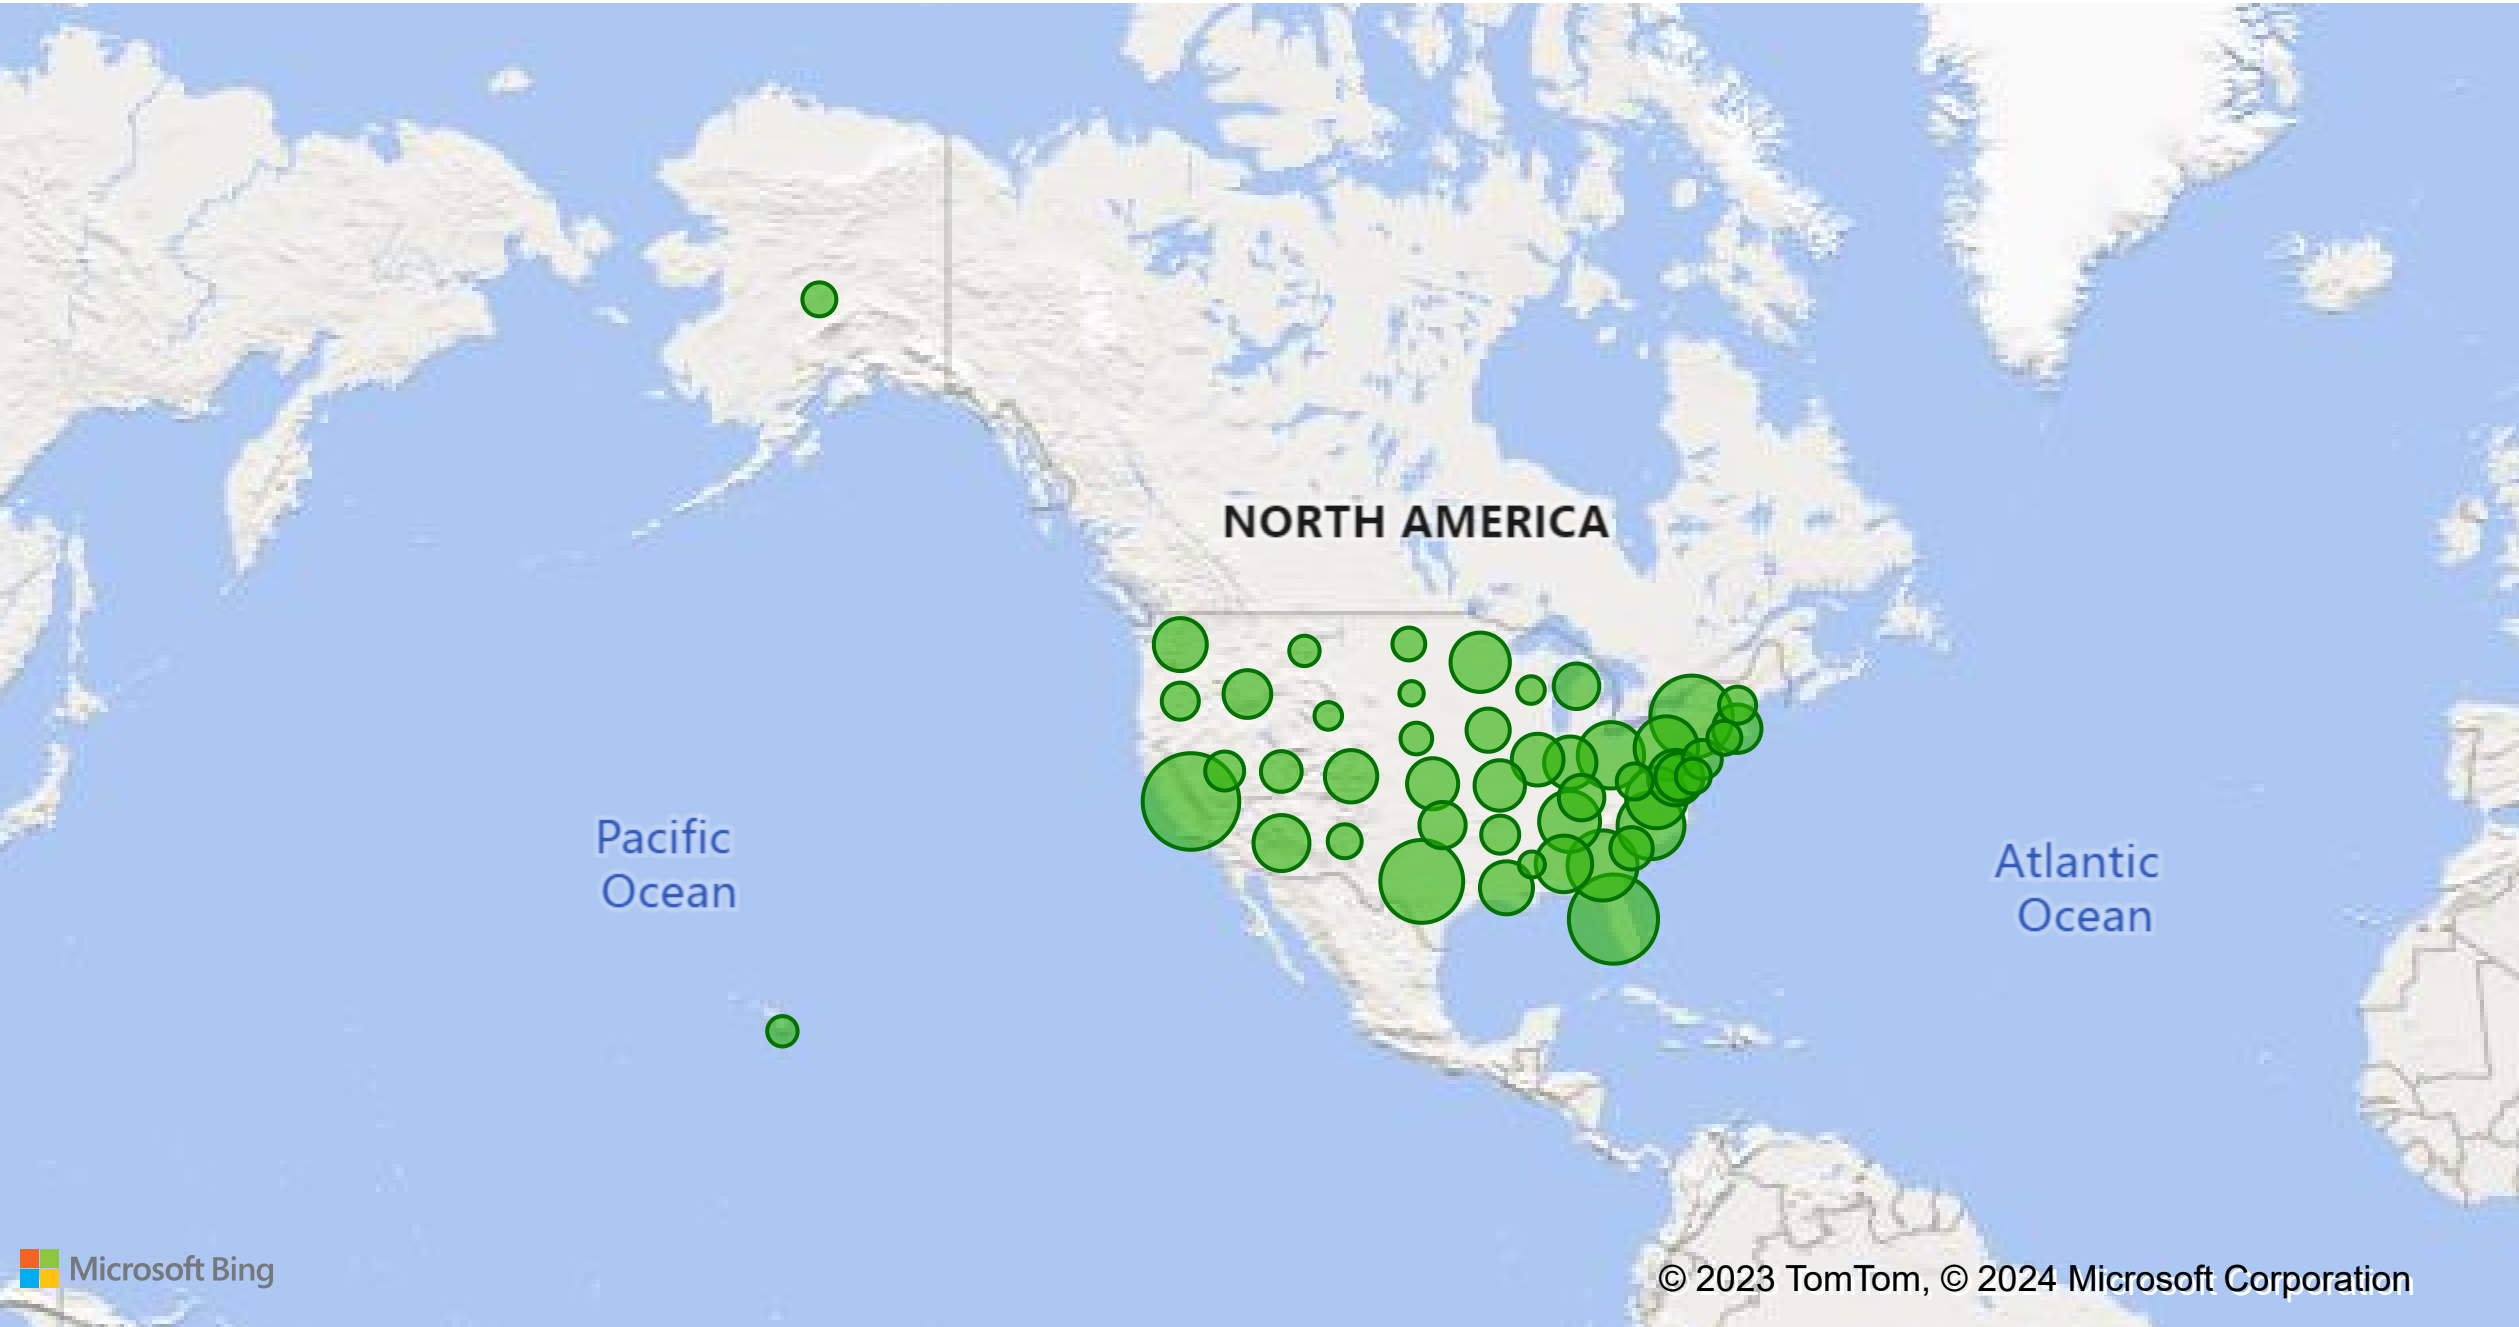 NORTH AMERICA
Pacific
Ocean
Atlantic
Ocean
Microsoft Bing
© 2023 TomTom, © 2024 Microsoft Corporation